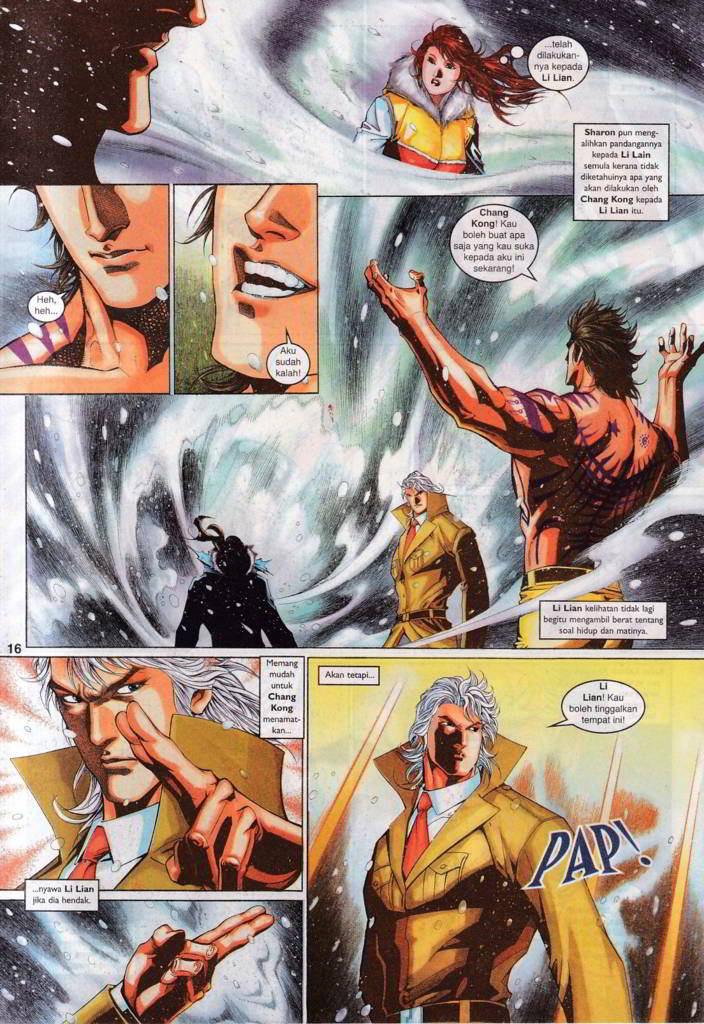 ...telah
dilakukan-
nya kepada
Li Lian.
Sharon pun meng-
alihkan pandangannya
kepada Li Lain
semula kerana tidak
diketahuinya apa yang
akan dilakukan oleh
Chang Kong kepada
Li Lian itu.
Heh,
heh...
Aku
sudah
kalah!
Chang
Kong! Kau
boleh buat apa
saja yang kau suka
kepada aku ini
sekarang!
Li Lian kelihatan tidak lagi
begitu mengambil berat tentang
soal hidup dan matinya.
16
Memang
mudah
untuk
Chang
Kong
menamat-
kan...
...nyawa Li Lian
jika dia hendak.
Akan tetapi...
Li
Lian! Kau
boleh tinggalkan
tempat ini!
PAP!